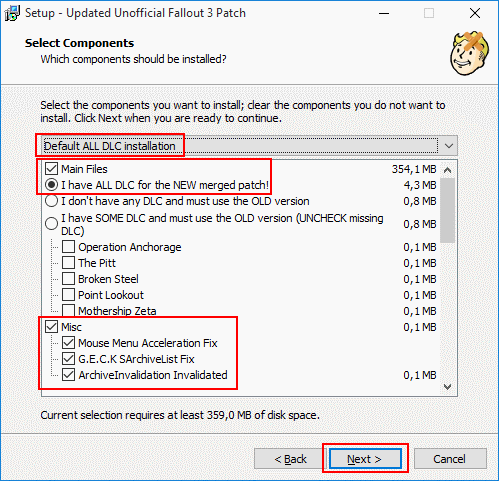 Setup - Updated Unofficial Fallout 3 Patch
Select Components
Which components should be installed?
Select the components you want to install; clear the components you do not want to
install. Click Next when you are ready to continue.
Default ALL DLC installation
Main Files 354,1 MB
I have ALL DLC for the NEW merged patch! 4,3 MB
I don't have any DLC and must use the OLD version 0,8 MB
I have SOME DLC and must use the OLD version (UNCHECK missing 0,8 MB
DLC)
Operation Anchorage 0,1 MB
The Pitt 0,1 MB
Broken Steel 0,1 MB
Point Lookout 0,1 MB
Mothership Zeta 0,1 MB
Misc 0,1 MB
Mouse Menu Acceleration Fix
G.E.C.K SArchiveList Fix
ArchiveInvalidation Invalidated 0,1 MB
Current selection requires at least 359,0 MB of disk space.
< Back Next > Cancel